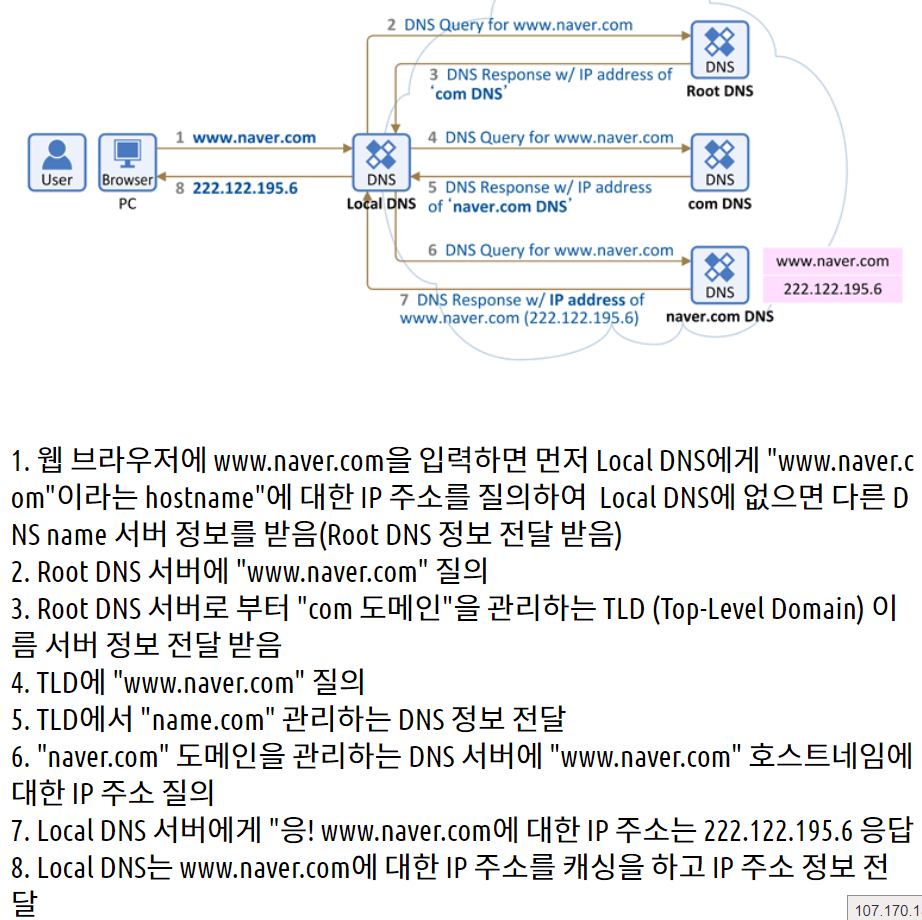 2 DNS Query for www.naver.com
DNS
Root DNS
3 DNS Response w/ IP address of
‘com DNS’
User
Browser
PC
1 www.naver.com
8 222.122.195.6
DNS
Local DNS
4 DNS Query for www.naver.com
5 DNS Response w/ IP address
of ‘naver.com DNS’
DNS
com DNS
6 DNS Query for www.naver.com
7 DNS Response w/ IP address of
www.naver.com (222.122.195.6)
DNS
naver.com DNS
www.naver.com
222.122.195.6
1. 웹 브라우저에 www.naver.com을 입력하면 먼저 Local DNS에게 "www.naver.c
om"이라는 hostname"에 대한 IP 주소를 질의하여 Local DNS에 없으면 다른 D
NS name 서버 정보를 받음(Root DNS 정보 전달 받음)
2. Root DNS 서버에 "www.naver.com" 질의
3. Root DNS 서버로 부터 "com 도메인"을 관리하는 TLD (Top-Level Domain) 이
름 서버 정보 전달 받음
4. TLD에 "www.naver.com" 질의
5. TLD에서 "name.com" 관리하는 DNS 정보 전달
6. "naver.com" 도메인을 관리하는 DNS 서버에 "www.naver.com" 호스트네임에
대한 IP 주소 질의
7. Local DNS 서버에게 "응! www.naver.com에 대한 IP 주소는 222.122.195.6 응답
8. Local DNS는 www.naver.com에 대한 IP 주소를 캐싱을 하고 IP 주소 정보 전
달
107.170.1